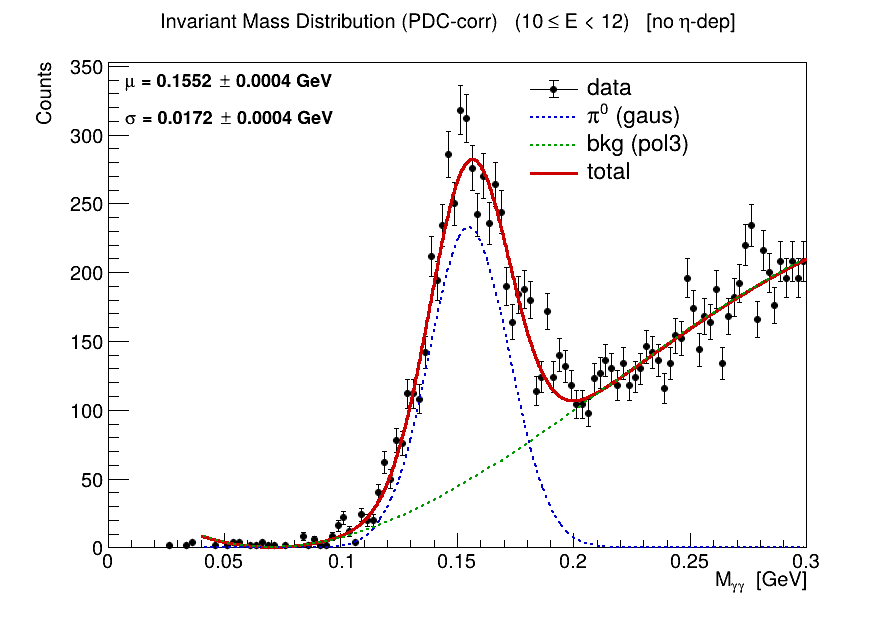 Invariant Mass Distribution (PDC-corr) (10 ≤ E < 12) [no η-dep]
Counts
μ = 0.1552 ± 0.0004 GeV
σ = 0.0172 ± 0.0004 GeV
data
π⁰ (gaus)
bkg (pol3)
total
350
300
250
200
150
100
50
0
0 0.05 0.1 0.15 0.2 0.25 0.3
Mγγ [GeV]